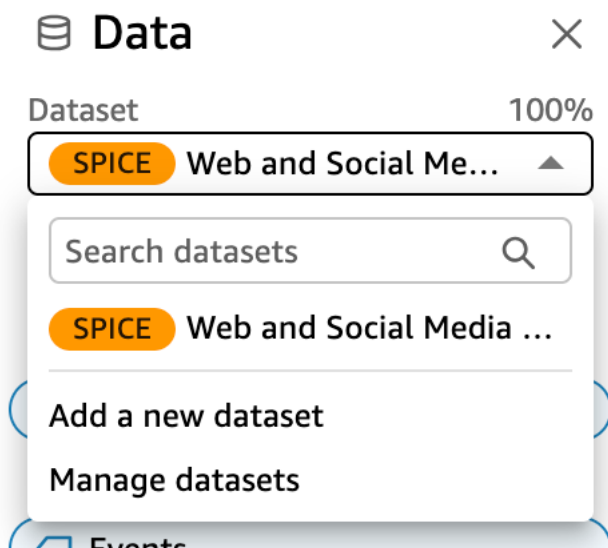 Data
Dataset 100%
SPICE Web and Social Me...
Search datasets
SPICE Web and Social Media ...
Add a new dataset
Manage datasets
Events